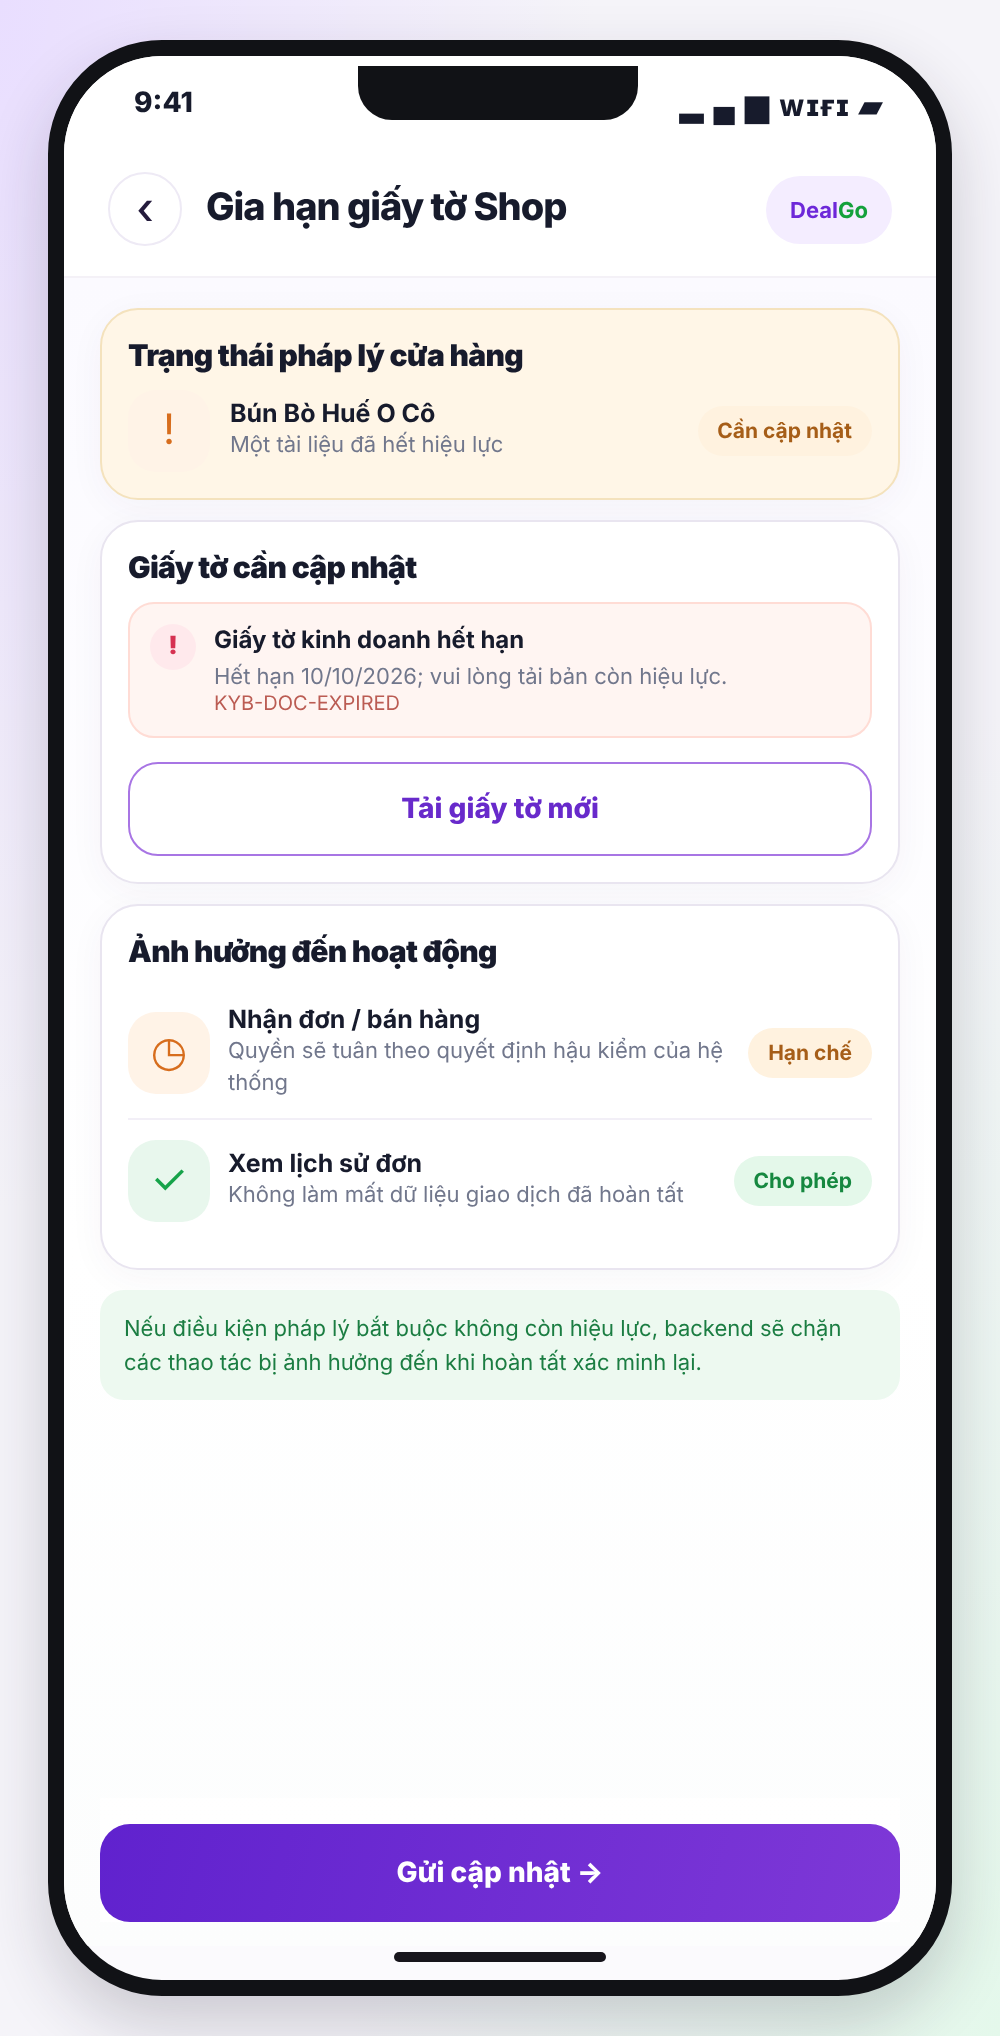 9:41
WIFI
Gia hạn giấy tờ Shop
DealGo
Trạng thái pháp lý cửa hàng
!
Bún Bò Huế O Cô
Một tài liệu đã hết hiệu lực
Cần cập nhật
Giấy tờ cần cập nhật
!
Giấy tờ kinh doanh hết hạn
Hết hạn 10/10/2026; vui lòng tải bản còn hiệu lực.
KYB-DOC-EXPIRED
Tải giấy tờ mới
Ảnh hưởng đến hoạt động
Nhận đơn / bán hàng
Quyền sẽ tuân theo quyết định hậu kiểm của hệ
thống
Hạn chế
Xem lịch sử đơn
Không làm mất dữ liệu giao dịch đã hoàn tất
Cho phép
Nếu điều kiện pháp lý bắt buộc không còn hiệu lực, backend sẽ chặn
các thao tác bị ảnh hưởng đến khi hoàn tất xác minh lại.
Gửi cập nhật →